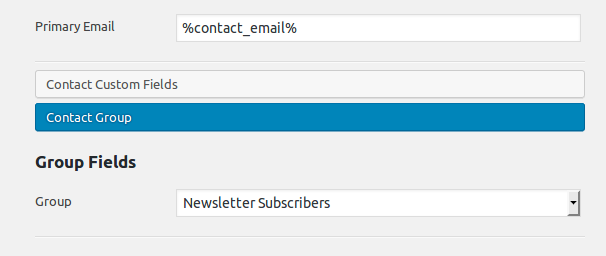 Primary Email %contact_email%
Contact Custom Fields
Contact Group
Group Fields
Group Newsletter Subscribers